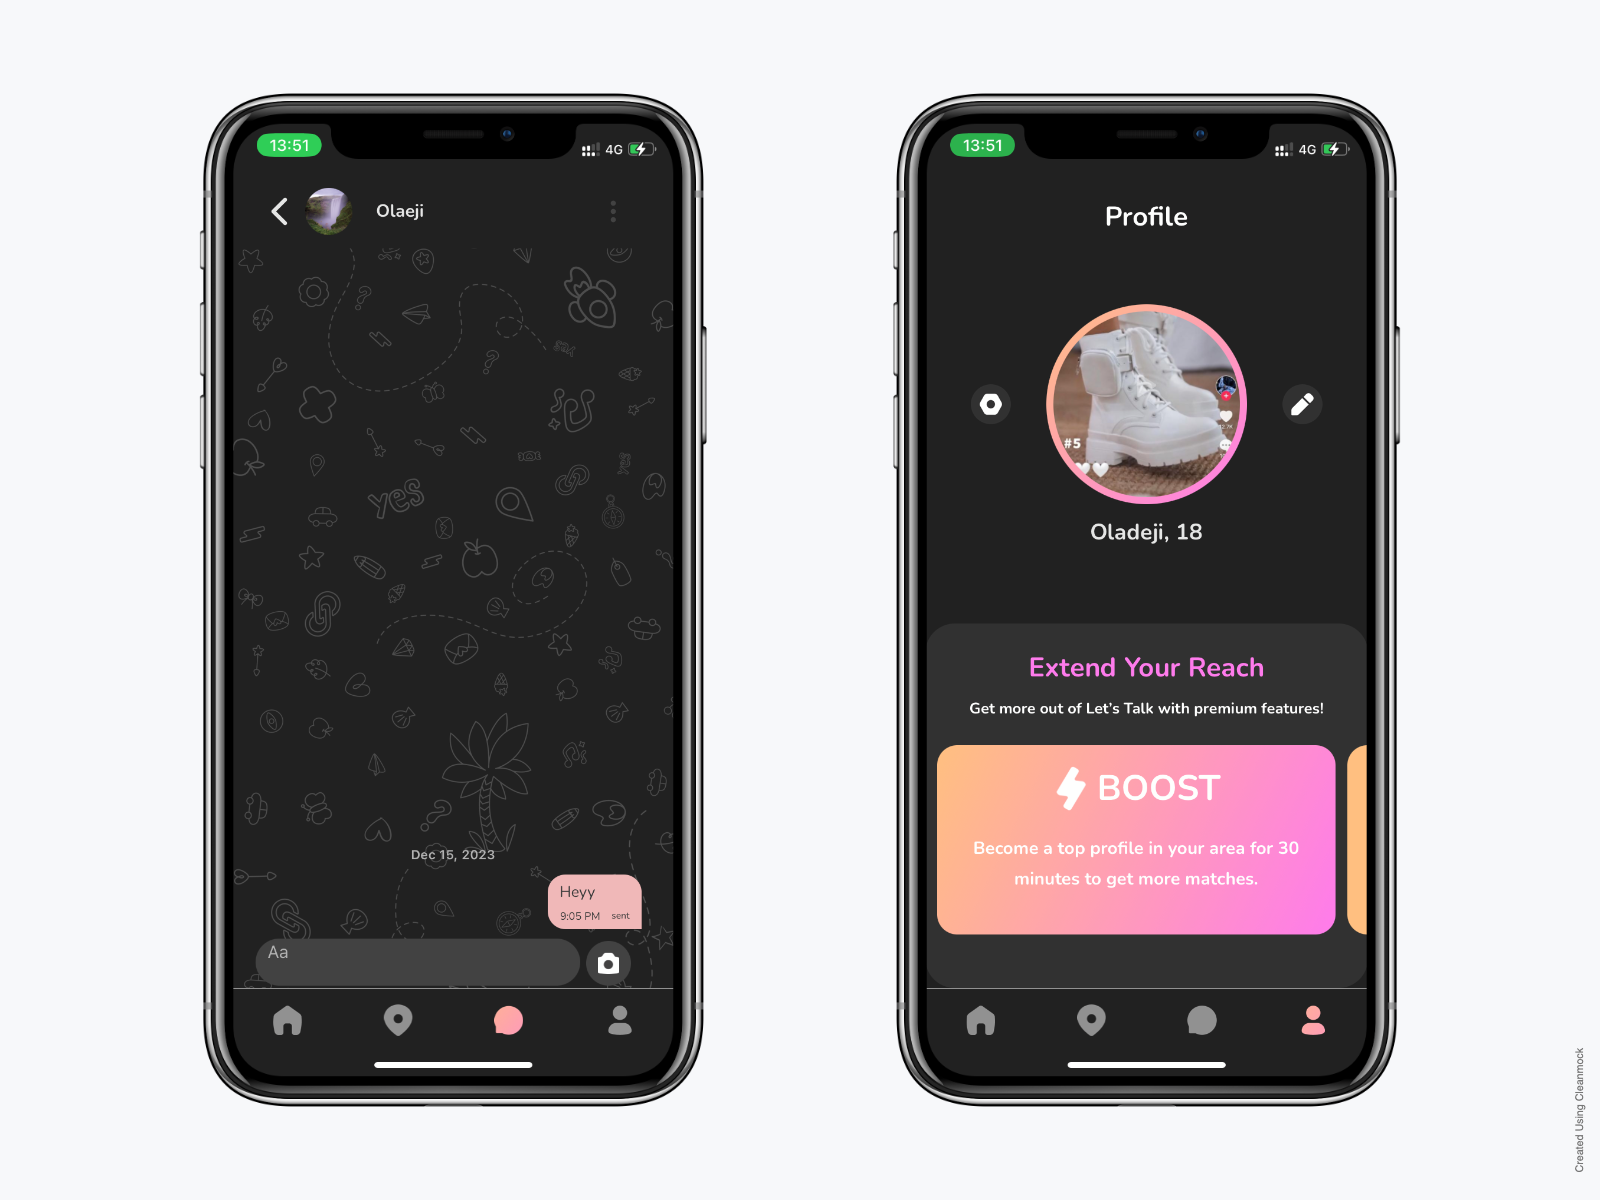 13:51
4G
Olaeji
yes
Dec 15, 2023
Heyy
9:05 PM sent
Aa
13:51
4G
Profile
#5
Oladeji, 18
Extend Your Reach
Get more out of Let's Talk with premium features!
BOOST
Become a top profile in your area for 30
minutes to get more matches.
Created Using Cleanmock